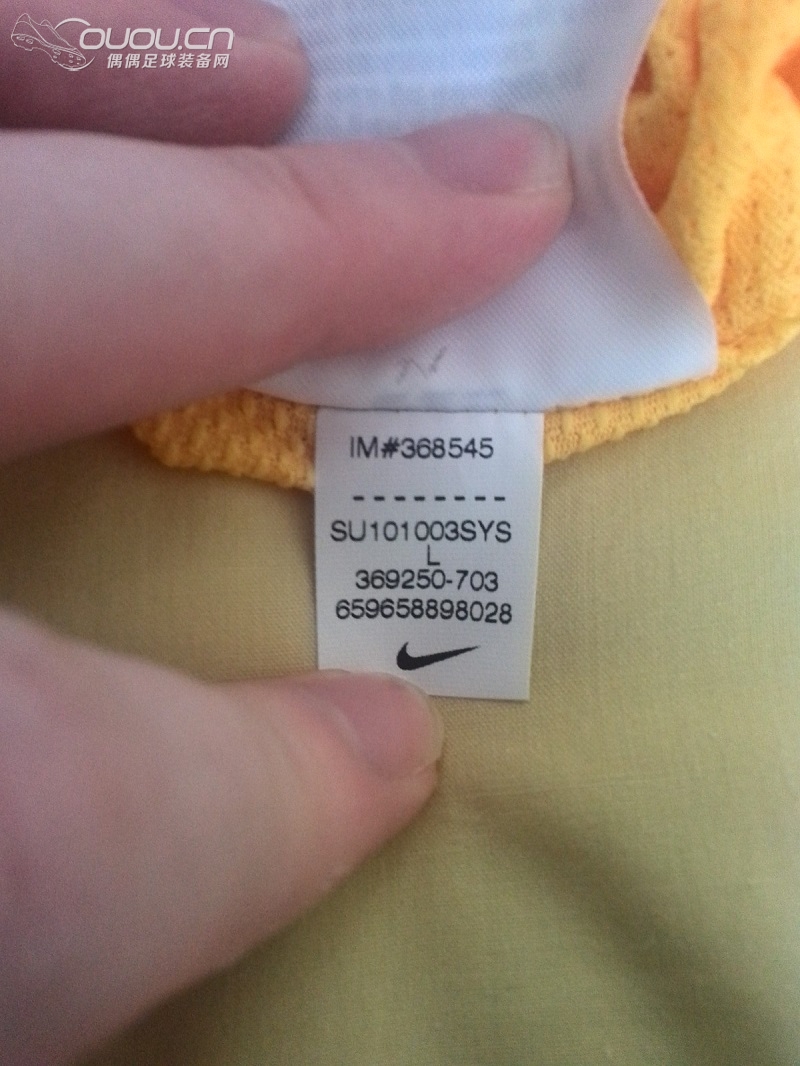 ouou.cn
偶偶足球装备网
IM#368545
---------
SU101003SYS
L
369250-703
659658898028